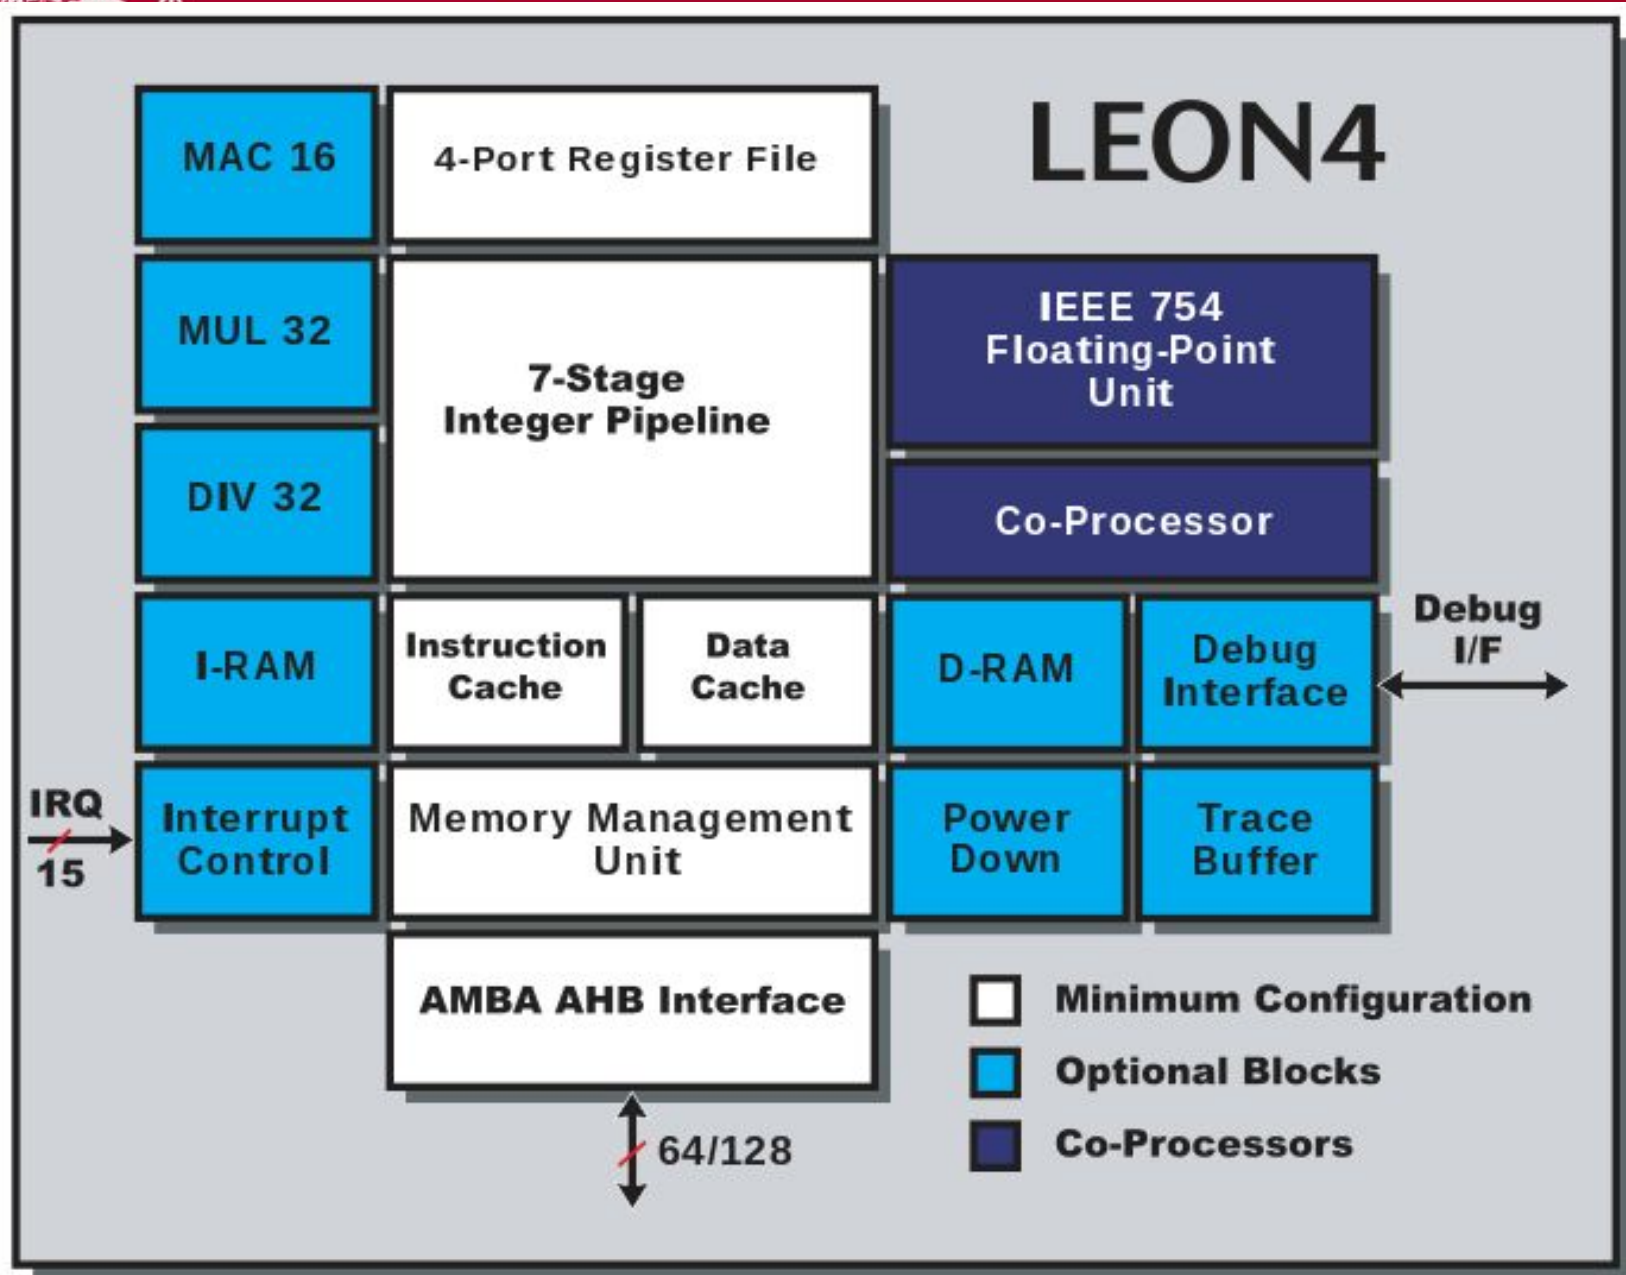 LEON4
MAC 16
4-Port Register File
MUL 32
7-Stage
Integer Pipeline
IEEE 754
Floating-Point
Unit
DIV 32
Co-Processor
I-RAM
Instruction
Cache
Data
Cache
D-RAM
Debug
Interface
Debug
I/F
IRQ
15
Interrupt
Control
Memory Management
Unit
Power
Down
Trace
Buffer
AMBA AHB Interface
64/128
Minimum Configuration
Optional Blocks
Co-Processors